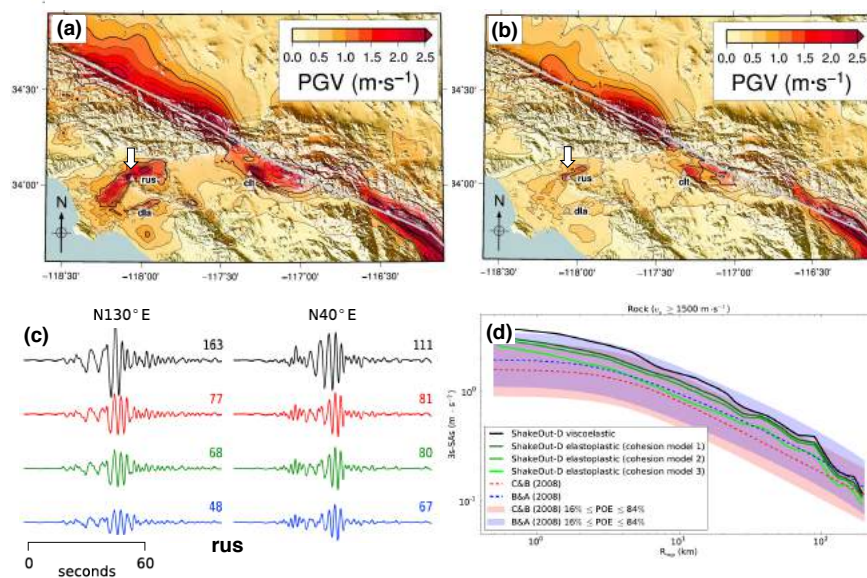 (a)
0.0 0.5 1.0 1.5 2.0 2.5
PGV (m·s⁻¹)
34°30'
34°00'
rus
clt
dla
N
−118°30' −118°00' −117°30' −117°00' −116°30'
(b)
0.0 0.5 1.0 1.5 2.0 2.5
PGV (m·s⁻¹)
34°30'
34°00'
rus
clt
dla
N
−118°30' −118°00' −117°30' −117°00' −116°30'
(c)
N130°E N40°E
163 111
77 81
68 80
48 67
rus
0 60
seconds
Rock (vₛ ≥ 1500 m·s⁻¹)
(d)
3s-SAs (m · s⁻¹)
10⁰
ShakeOut-D viscoelastic
ShakeOut-D elastoplastic (cohesion model 1)
ShakeOut-D elastoplastic (cohesion model 2)
ShakeOut-D elastoplastic (cohesion model 3)
C&B (2008)
B&A (2008)
C&B (2008) 16% ≤ POE ≤ 84%
B&A (2008) 16% ≤ POE ≤ 84%
10⁰
(km)